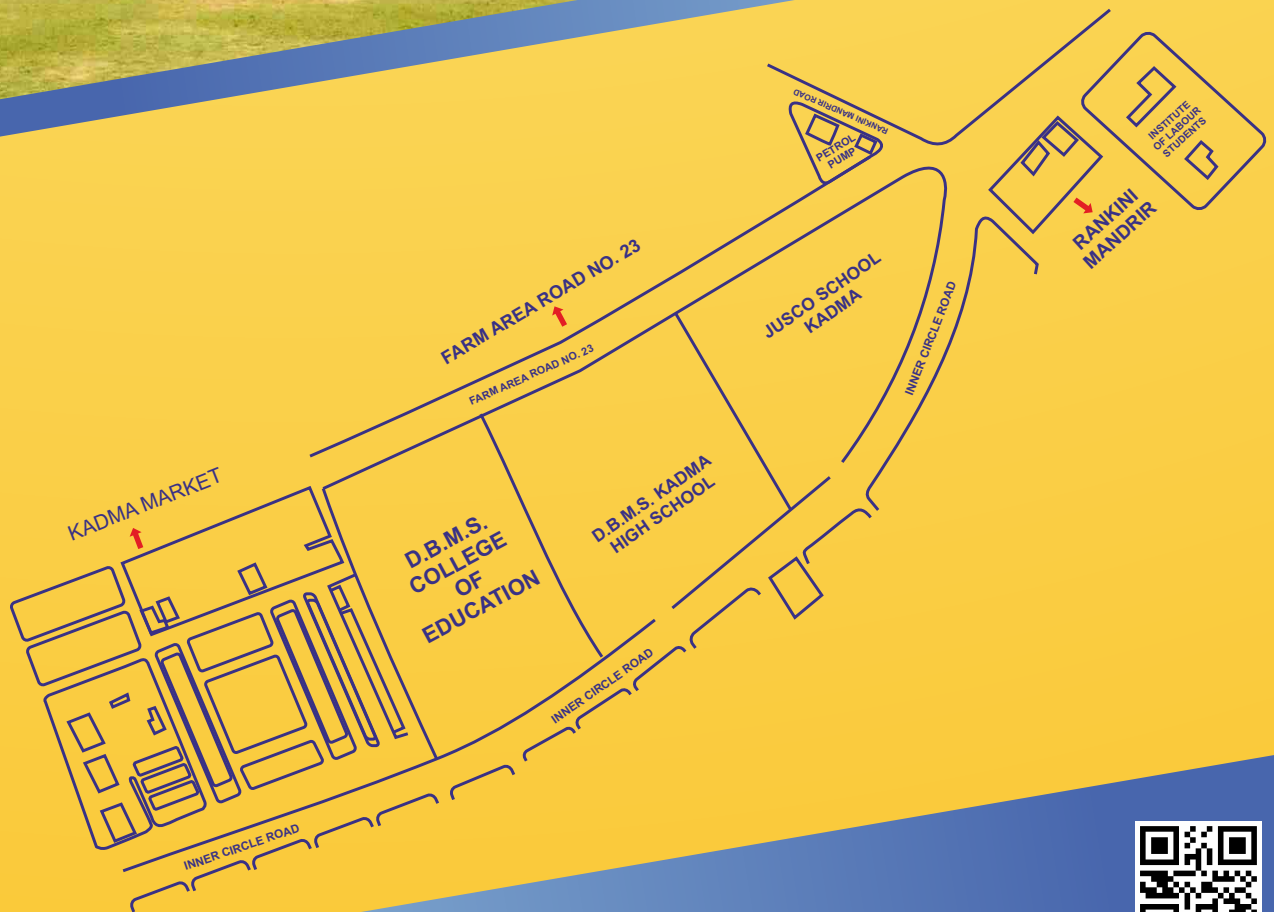 RANKINI MANDRIR ROAD
PETROL
PUMP
INSTITUTE
OF LABOUR
STUDENTS
RANKINI
MANDRIR
FARM AREA ROAD NO. 23
FARM AREA ROAD NO. 23
JUSCO SCHOOL
KADMA
INNER CIRCLE ROAD
KADMA MARKET
D.B.M.S. KADMA
HIGH SCHOOL
D.B.M.S.
COLLEGE
OF
EDUCATION
INNER CIRCLE ROAD
INNER CIRCLE ROAD